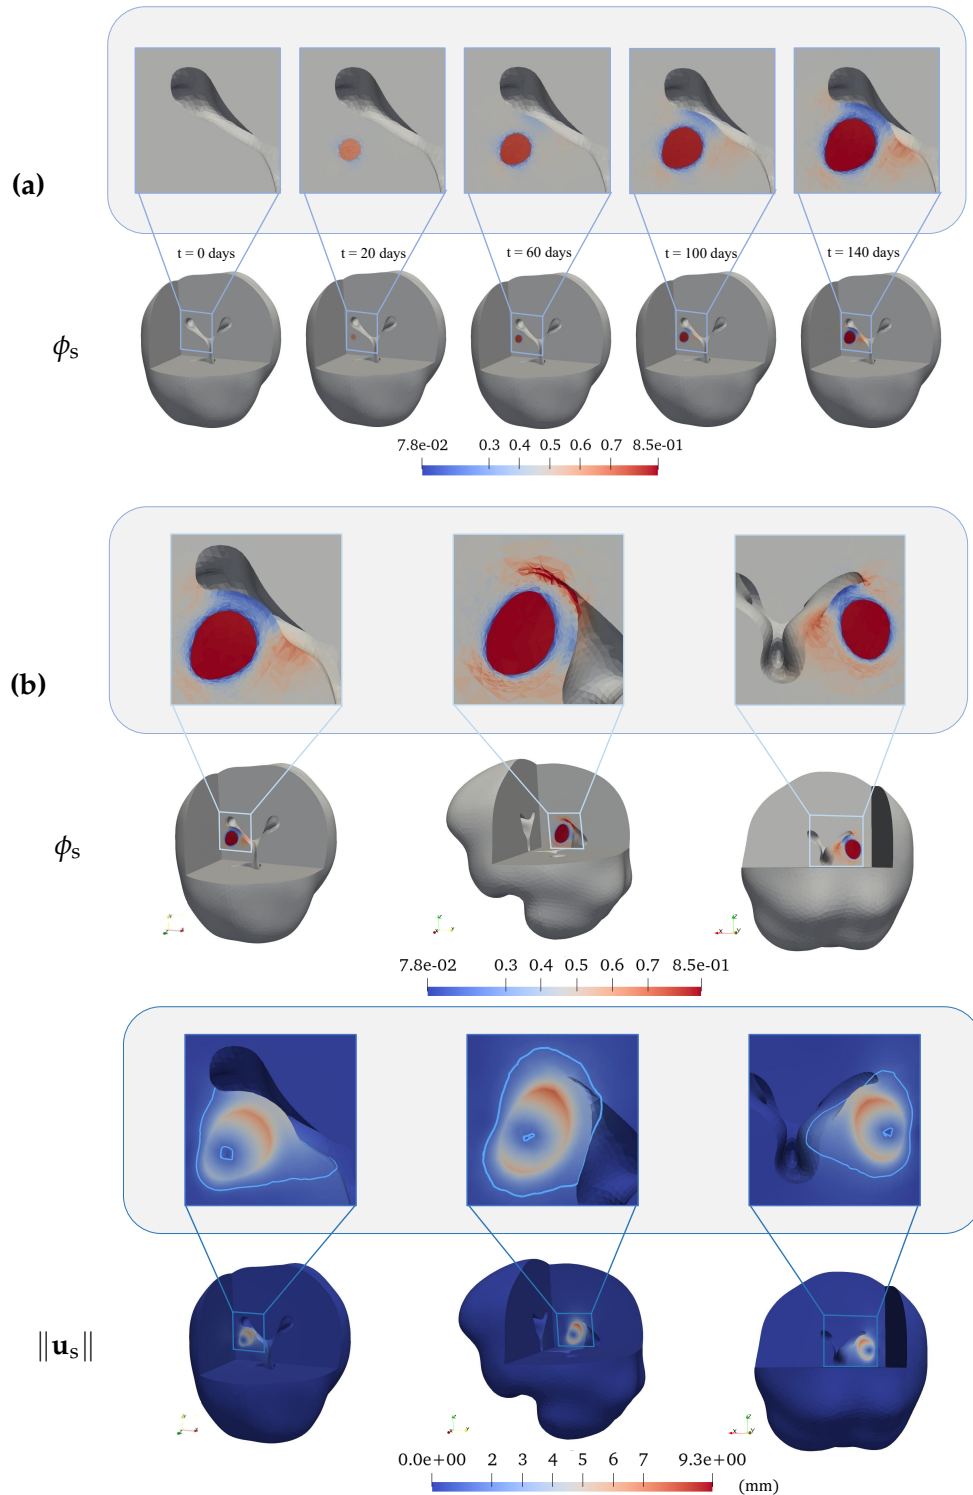 (a)
t = 0 days
t = 20 days
t = 60 days
t = 100 days
t = 140 days
ϕs
7.8e-02 0.3 0.4 0.5 0.6 0.7 8.5e-01
(b)
ϕs
7.8e-02 0.3 0.4 0.5 0.6 0.7 8.5e-01
‖us‖
0.0e+00 2 3 4 5 6 7 9.3e+00
(mm)